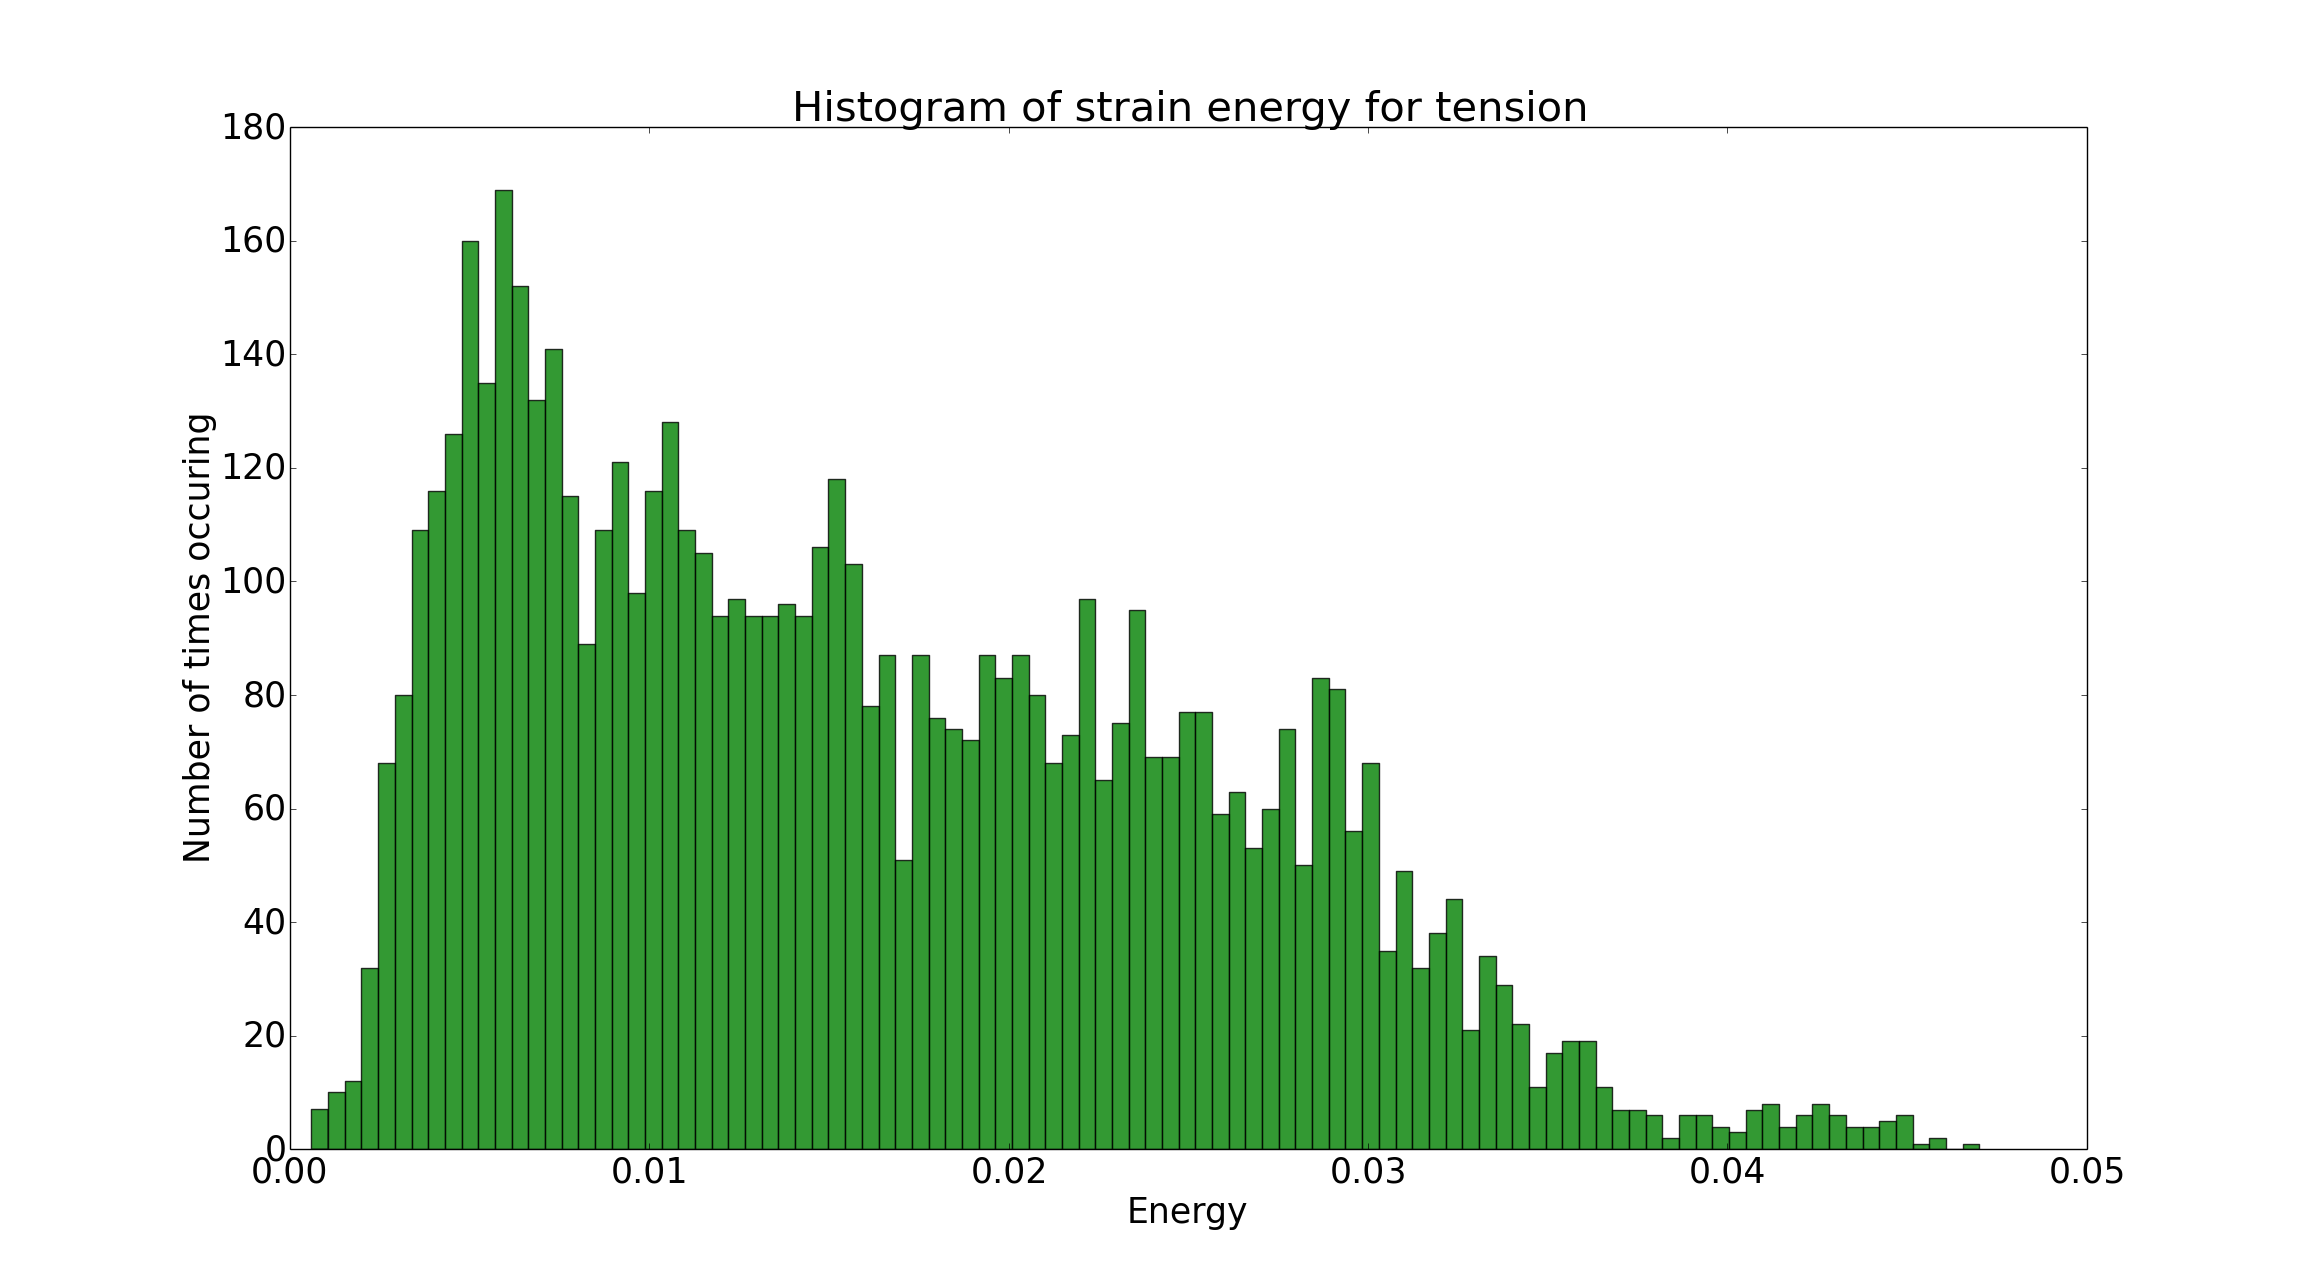 Histogram of strain energy for tension
180
160
140
120
100
80
60
40
20
0
Number of times occuring
0.00 0.01 0.02 0.03 0.04 0.05
Energy